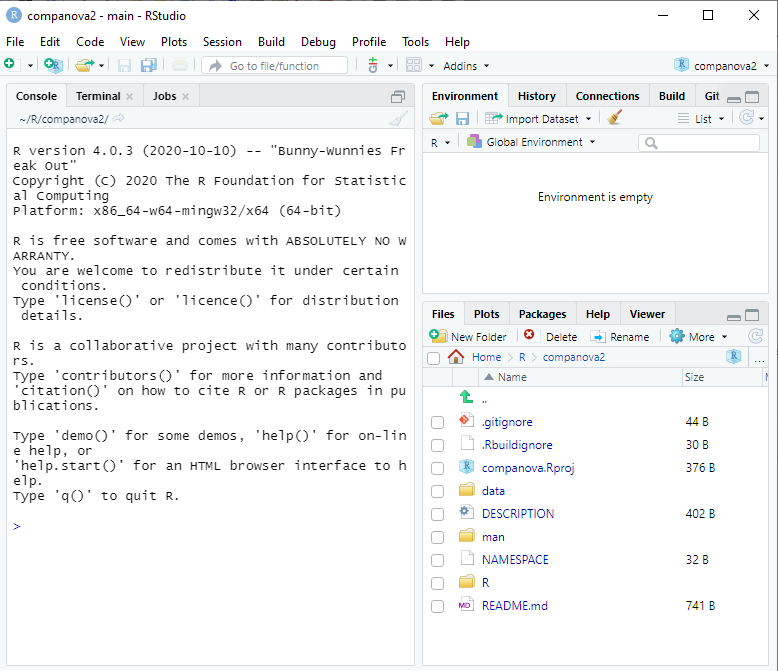 companova2 - main - RStudio
File Edit Code View Plots Session Build Debug Profile Tools Help
Go to file/function Addins companova2
Console Terminal Jobs
~/R/companova2/
R version 4.0.3 (2020-10-10) -- "Bunny-Wunnies Fr
eak Out"
Copyright (C) 2020 The R Foundation for Statistic
al Computing
Platform: x86_64-w64-mingw32/x64 (64-bit)
R is free software and comes with ABSOLUTELY NO W
ARRANTY.
You are welcome to redistribute it under certain
conditions.
Type 'license()' or 'licence()' for distribution
details.
R is a collaborative project with many contributo
rs.
Type 'contributors()' for more information and
'citation()' on how to cite R or R packages in pu
blications.
Type 'demo()' for some demos, 'help()' for on-lin
e help, or
'help.start()' for an HTML browser interface to h
elp.
Type 'q()' to quit R.
>
Environment History Connections Build Git
Import Dataset List
R Global Environment
Environment is empty
Files Plots Packages Help Viewer
New Folder Delete Rename More
Home R companova2 R ...
Name Size
..
.gitignore 44 B
.Rbuildignore 30 B
companova.Rproj 376 B
data
DESCRIPTION 402 B
man
NAMESPACE 32 B
R
MD README.md 741 B